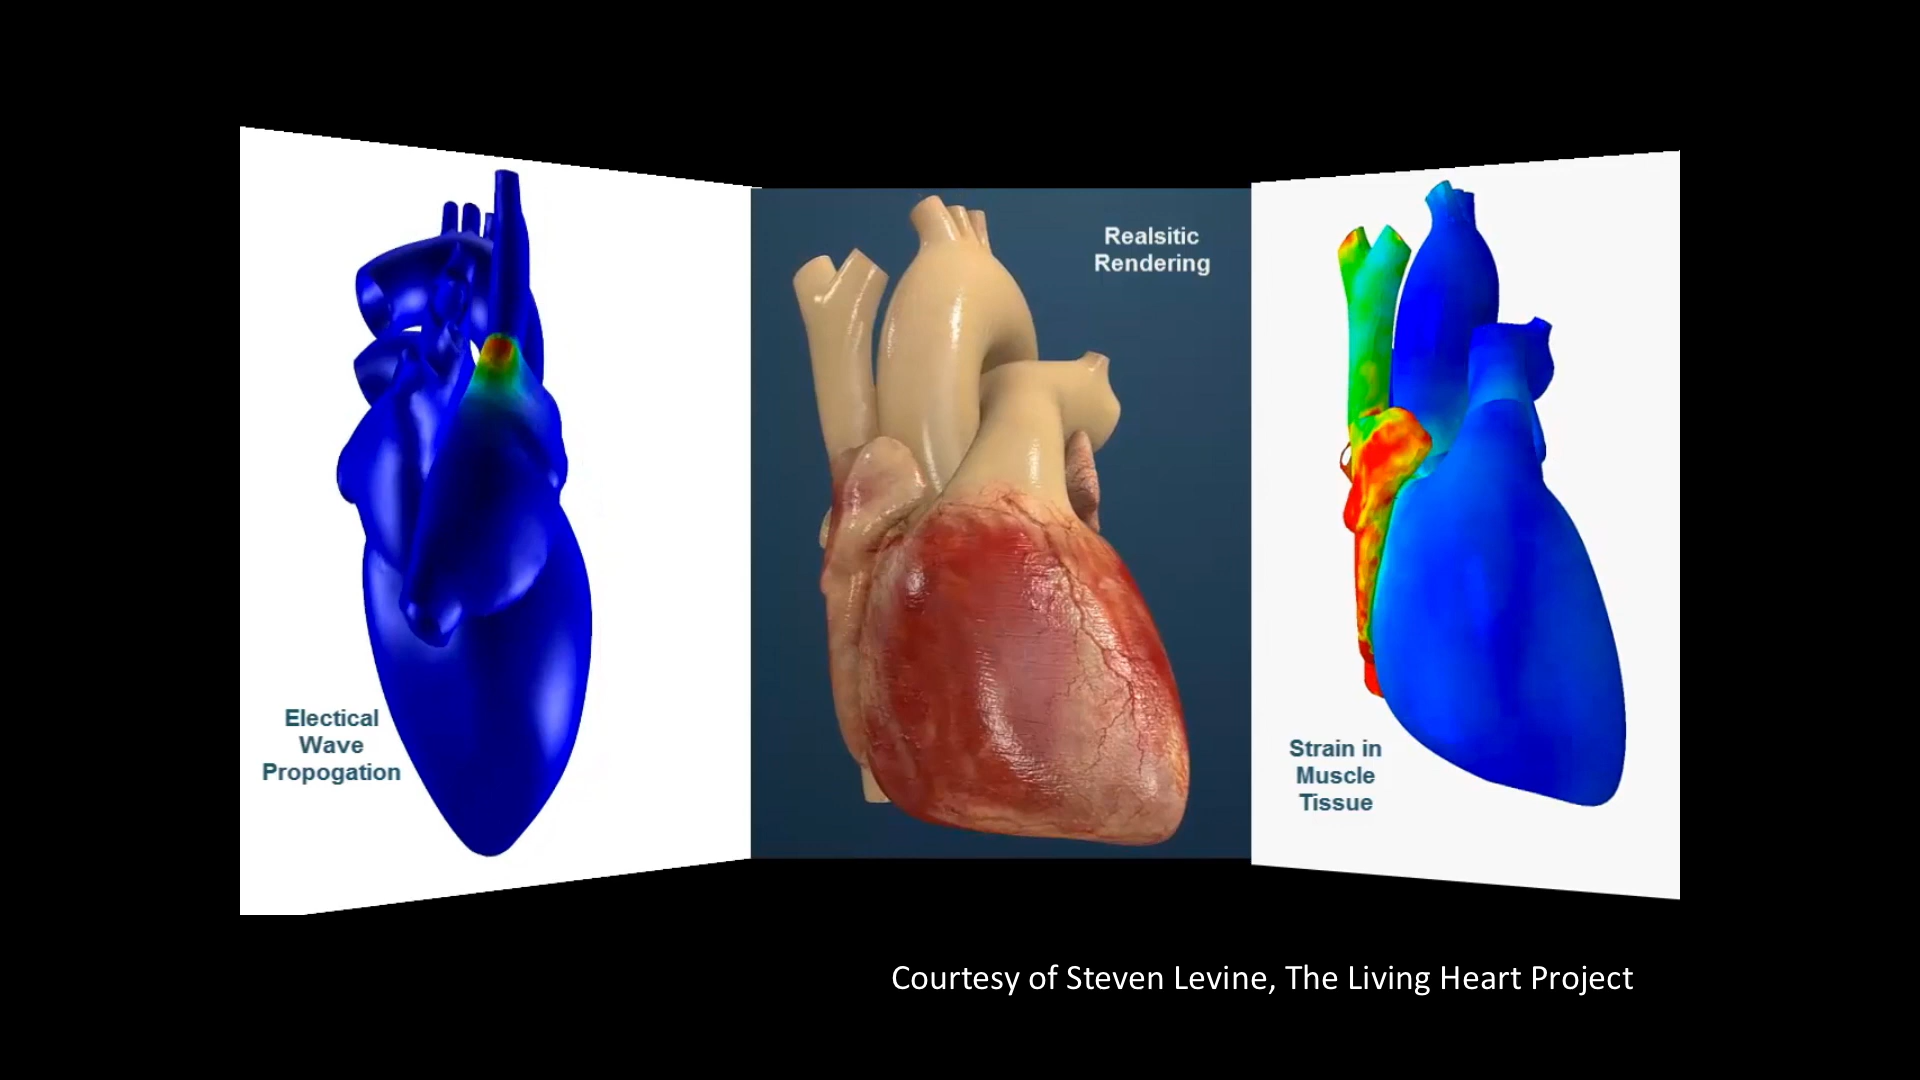 Electical
Wave
Propogation
Realsitic
Rendering
Strain in
Muscle
Tissue
Courtesy of Steven Levine, The Living Heart Project